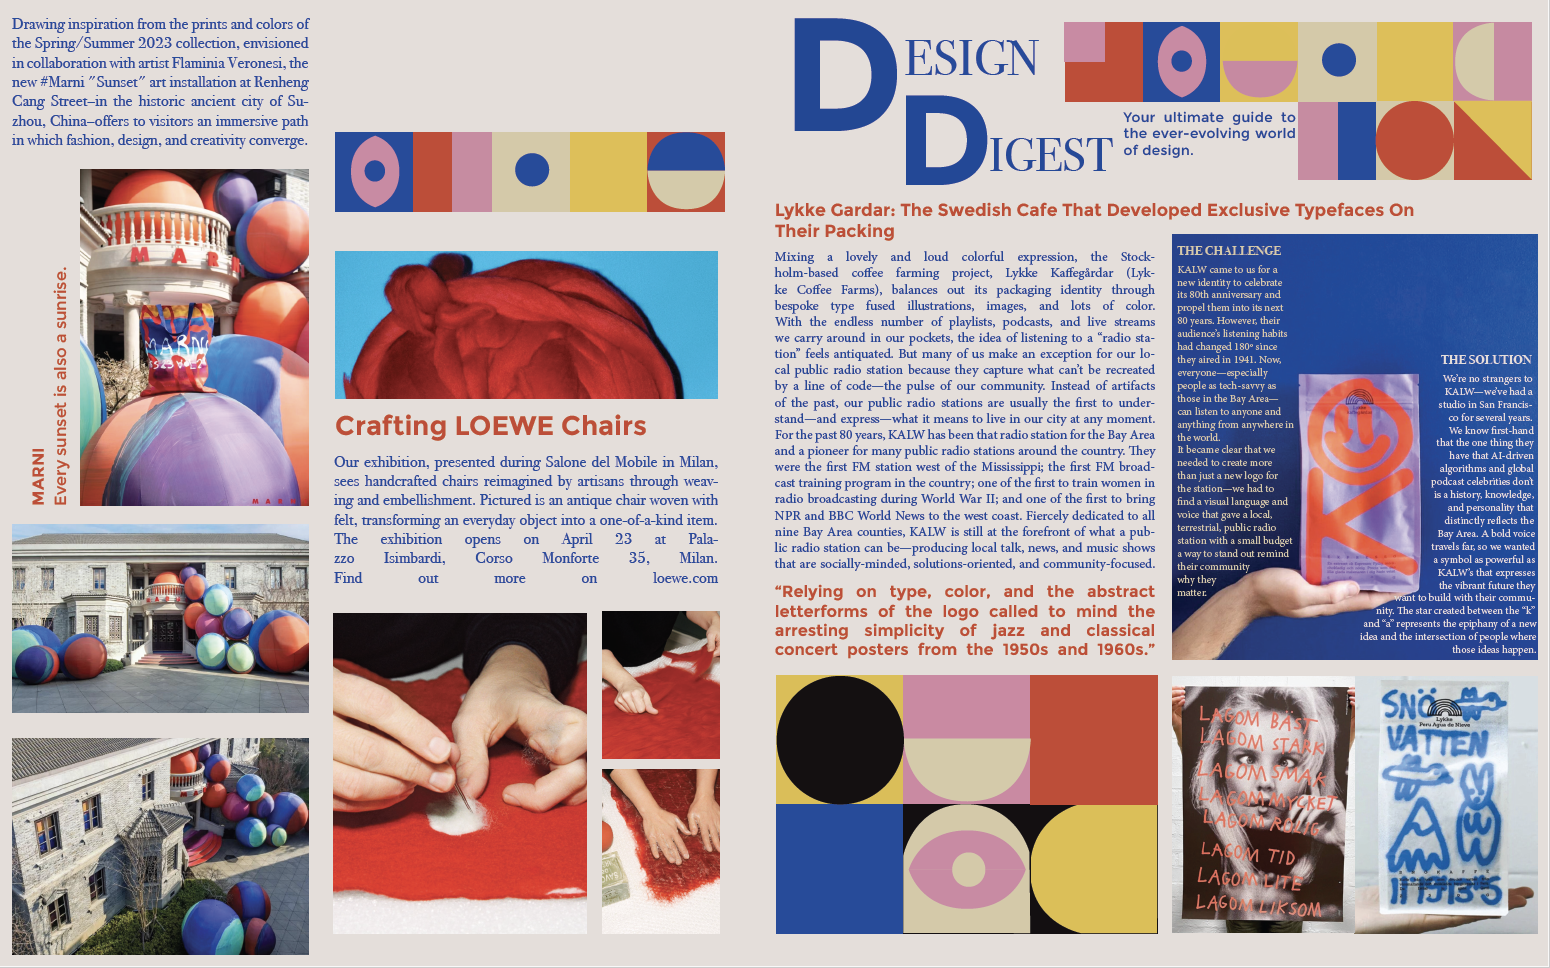 Drawing inspiration from the prints and colors of
the Spring/Summer 2023 collection, envisioned
in collaboration with artist Flaminia Veronesi, the
new #Marni "Sunset" art installation at Renheng
Cang Street–in the historic ancient city of Su-
zhou, China–offers to visitors an immersive path
in which fashion, design, and creativity converge.
MARNI
Every sunset is also a sunrise.
MARN
MARNI
MARNI
Crafting LOEWE Chairs
Our exhibition, presented during Salone del Mobile in Milan,
sees handcrafted chairs reimagined by artisans through weav-
ing and embellishment. Pictured is an antique chair woven with
felt, transforming an everyday object into a one-of-a-kind item.
The exhibition opens on April 23 at Pala-
zzo Isimbardi, Corso Monforte 35, Milan.
Find out more on loewe.com
DESIGN
DIGEST
Your ultimate guide to
the ever-evolving world
of design.
Lykke Gardar: The Swedish Cafe That Developed Exclusive Typefaces On
Their Packing
Mixing a lovely and loud colorful expression, the Stock-
holm-based coffee farming project, Lykke Kaffegårdar (Lyk-
ke Coffee Farms), balances out its packaging identity through
bespoke type fused illustrations, images, and lots of color.
With the endless number of playlists, podcasts, and live streams
we carry around in our pockets, the idea of listening to a “radio sta-
tion” feels antiquated. But many of us make an exception for our lo-
cal public radio station because they capture what can’t be recreated
by a line of code—the pulse of our community. Instead of artifacts
of the past, our public radio stations are usually the first to under-
stand—and express—what it means to live in our city at any moment.
For the past 80 years, KALW has been that radio station for the Bay Area
and a pioneer for many public radio stations around the country. They
were the first FM station west of the Mississippi; the first FM broad-
cast training program in the country; one of the first to train women in
radio broadcasting during World War II; and one of the first to bring
NPR and BBC World News to the west coast. Fiercely dedicated to all
nine Bay Area counties, KALW is still at the forefront of what a pub-
lic radio station can be—producing local talk, news, and music shows
that are socially-minded, solutions-oriented, and community-focused.
“Relying on type, color, and the abstract
letterforms of the logo called to mind the
arresting simplicity of jazz and classical
concert posters from the 1950s and 1960s.”
THE CHALLENGE
KALW came to us for a
new identity to celebrate
its 80th anniversary and
propel them into its next
80 years. However, their
audience’s listening habits
had changed 180° since
they aired in 1941. Now,
everyone—especially
people as tech-savvy as
those in the Bay Area—
can listen to anyone and
anything from anywhere in
the world.
It became clear that we
needed to create more
than just a new logo for
the station—we had to
find a visual language and
voice that gave a local,
terrestrial, public radio
station with a small budget
a way to stand out remind
their community
why they
matter.
THE SOLUTION
We’re no strangers to
KALW—we’ve had a
studio in San Francis-
co for several years.
We know first-hand
that the one thing they
have that AI-driven
algorithms and global
podcast celebrities don’t
is a history, knowledge,
and personality that
distinctly reflects the
Bay Area. A bold voice
travels far, so we wanted
a symbol as powerful as
KALW’s that expresses
the vibrant future they
want to build with their commu-
nity. The star created between the “k”
and “a” represents the epiphany of a new
idea and the intersection of people where
those ideas happen.
Lykke
LAGOM BÄST
LAGOM STARK
LAGOM SMAK
LAGOM MYCKET
LAGOM ROLIG
LAGOM TID
LAGOM LITE
LAGOM LIKSOM
SNÖ
Lykke
Peru Agua de Nieve
VATTEN